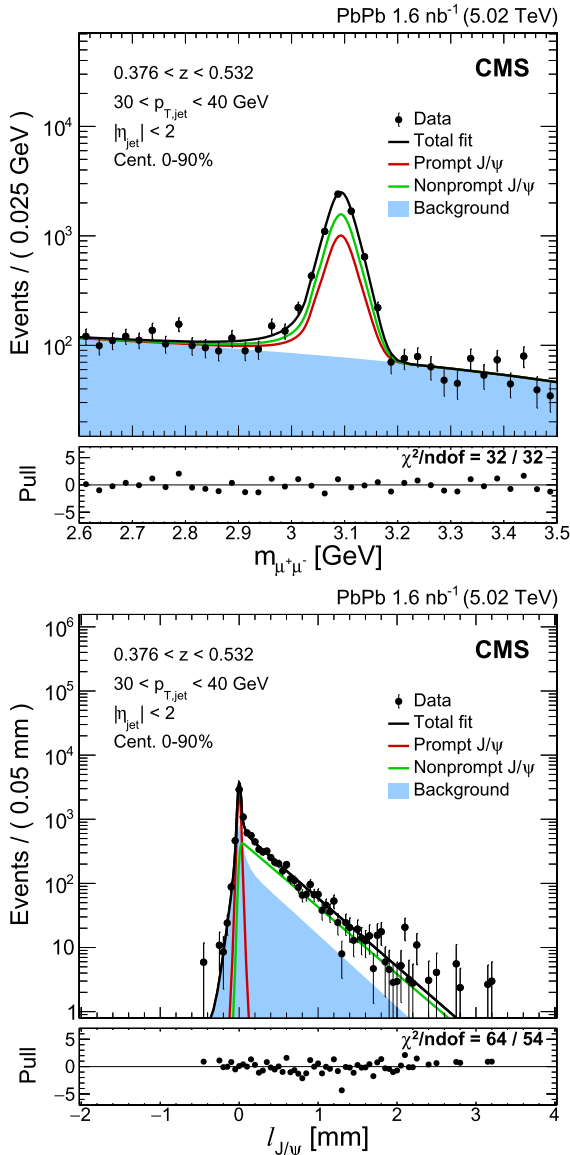 PbPb 1.6 nb⁻¹ (5.02 TeV)
0.376 < z < 0.532
CMS
30 < p_T,jet < 40 GeV
|η_jet| < 2
Cent. 0-90%
Data
Total fit
Prompt J/ψ
Nonprompt J/ψ
Background
Events / ( 0.025 GeV )
10⁴
10³
10²
χ²/ndof = 32 / 32
Pull
5
0
−5
2.6 2.7 2.8 2.9 3 3.1 3.2 3.3 3.4 3.5
m_μ⁺μ⁻ [GeV]
PbPb 1.6 nb⁻¹ (5.02 TeV)
0.376 < z < 0.532
CMS
30 < p_T,jet < 40 GeV
|η_jet| < 2
Cent. 0-90%
Data
Total fit
Prompt J/ψ
Nonprompt J/ψ
Background
Events / ( 0.05 mm )
10⁶
10⁵
10⁴
10³
10²
10
1
χ²/ndof = 64 / 54
Pull
5
0
−5
−2 −1 0 1 2 3 4
l_J/ψ [mm]